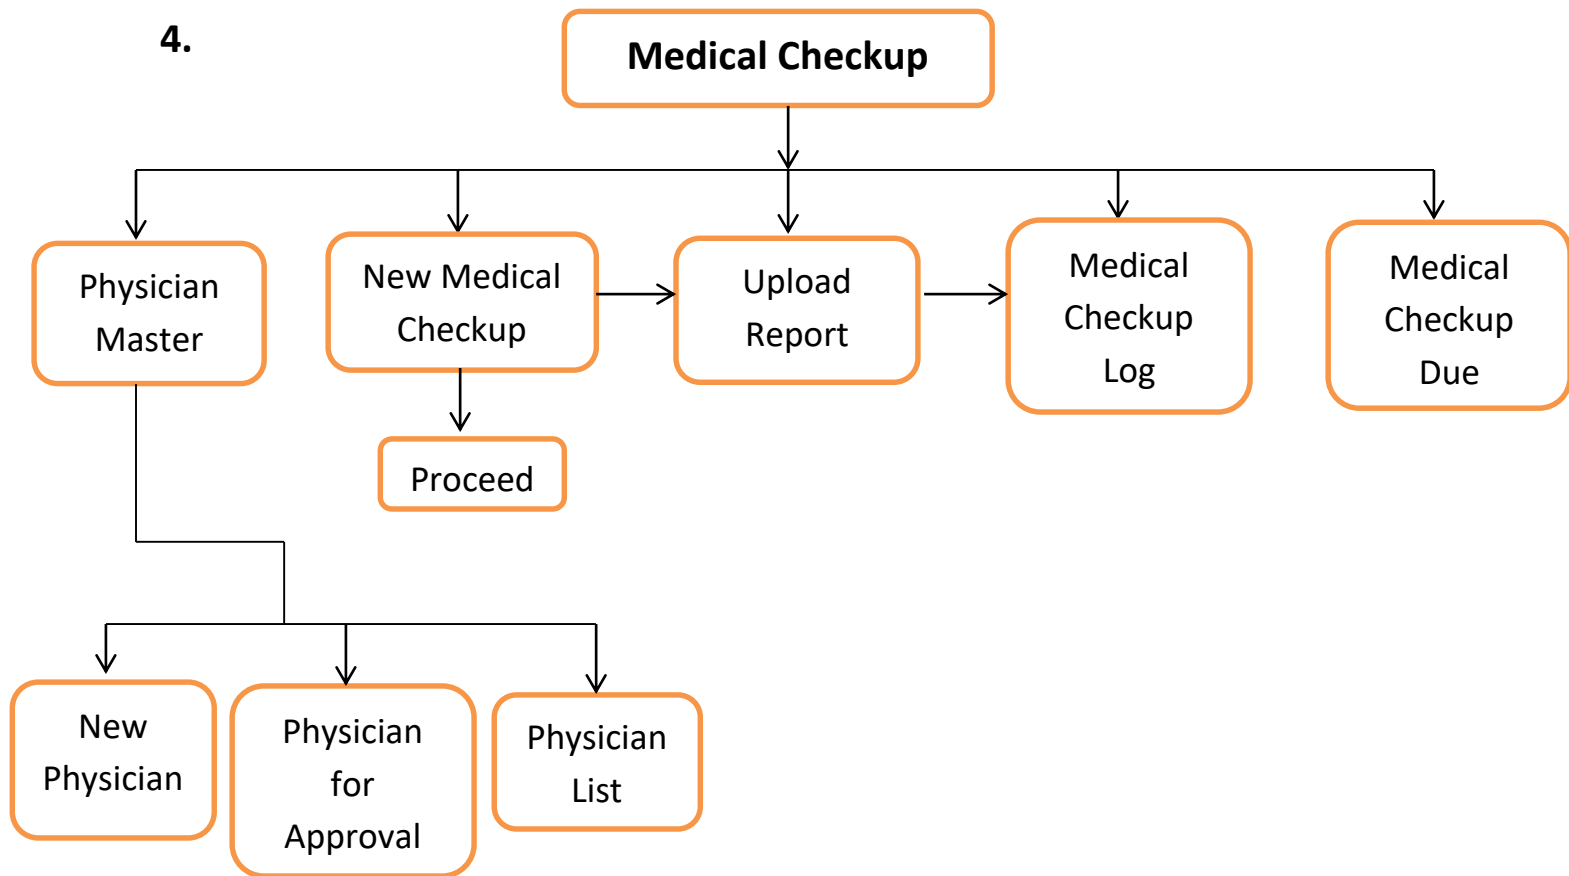 4.
Medical Checkup
Physician
Master
New Medical
Checkup
Upload
Report
Medical
Checkup
Log
Medical
Checkup
Due
Proceed
New
Physician
Physician
for
Approval
Physician
List